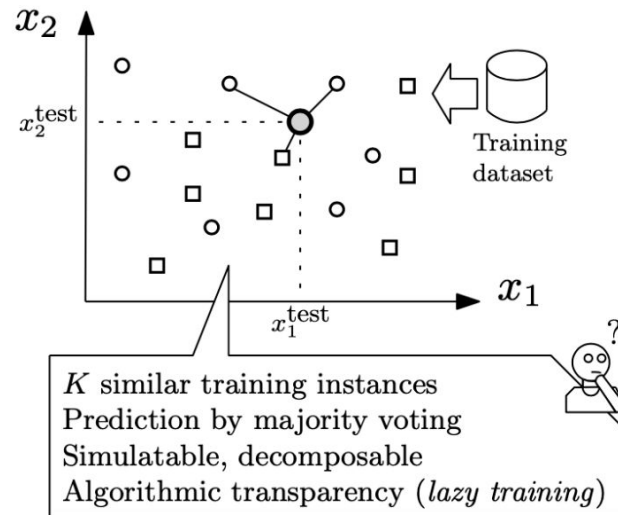 x₂
x₂ᵗᵉˢᵗ
Training
dataset
x₁
x₁ᵗᵉˢᵗ
?
K similar training instances
Prediction by majority voting
Simulatable, decomposable
Algorithmic transparency (lazy training)